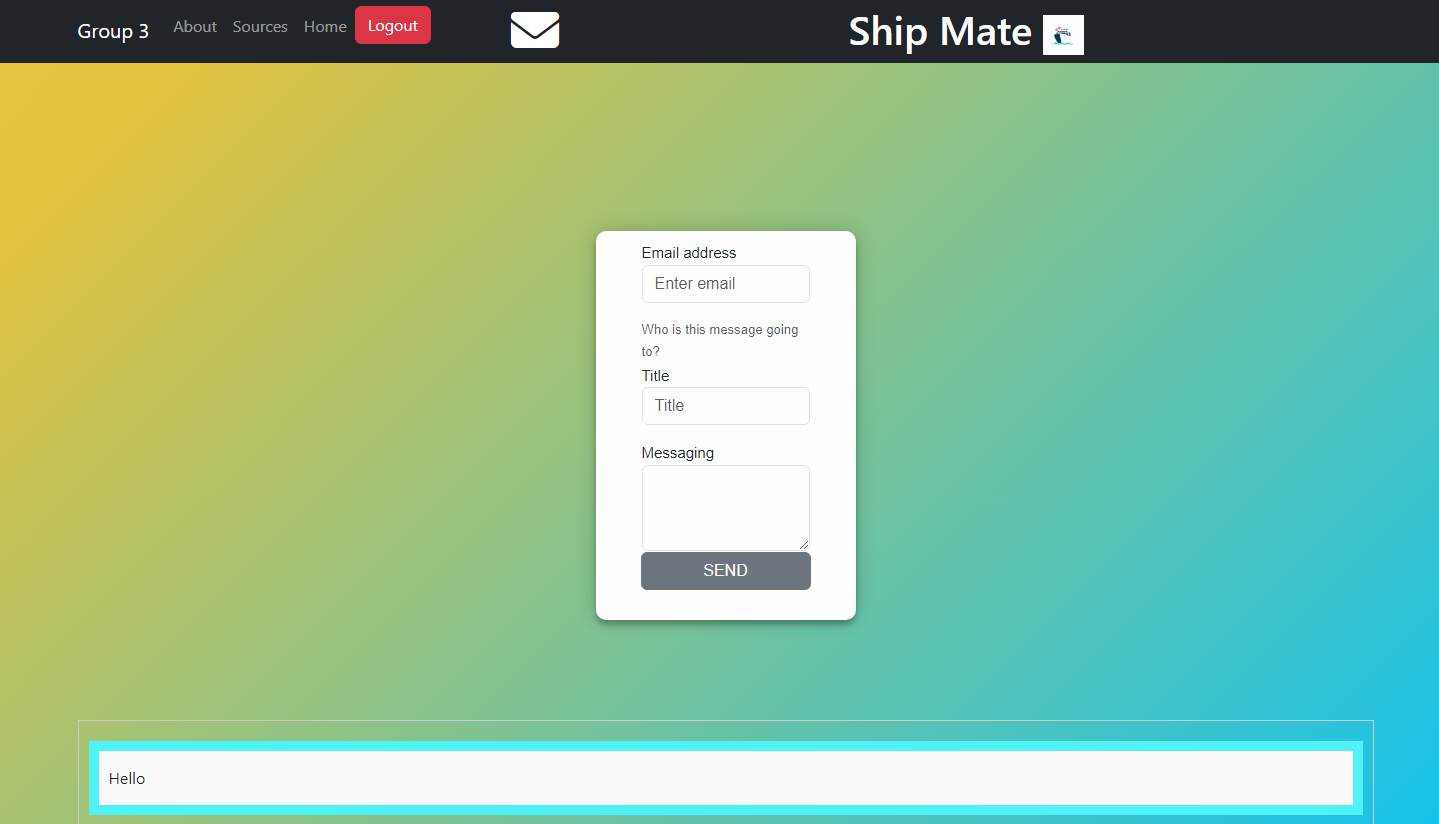 Group 3 About Sources Home Logout Ship Mate
Email address
Enter email
Who is this message going
to?
Title
Title
Messaging
SEND
Hello